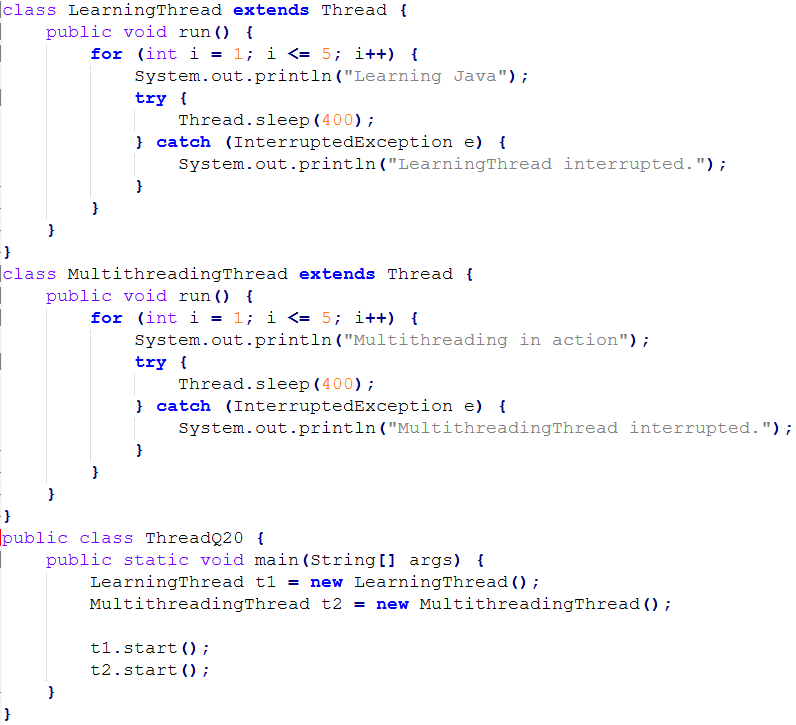 class LearningThread extends Thread {
    public void run() {
        for (int i = 1; i <= 5; i++) {
            System.out.println("Learning Java");
            try {
                Thread.sleep(400);
            } catch (InterruptedException e) {
                System.out.println("LearningThread interrupted.");
            }
        }
    }
}
class MultithreadingThread extends Thread {
    public void run() {
        for (int i = 1; i <= 5; i++) {
            System.out.println("Multithreading in action");
            try {
                Thread.sleep(400);
            } catch (InterruptedException e) {
                System.out.println("MultithreadingThread interrupted.");
            }
        }
    }
}
public class ThreadQ20 {
    public static void main(String[] args) {
        LearningThread t1 = new LearningThread();
        MultithreadingThread t2 = new MultithreadingThread();

        t1.start();
        t2.start();
    }
}